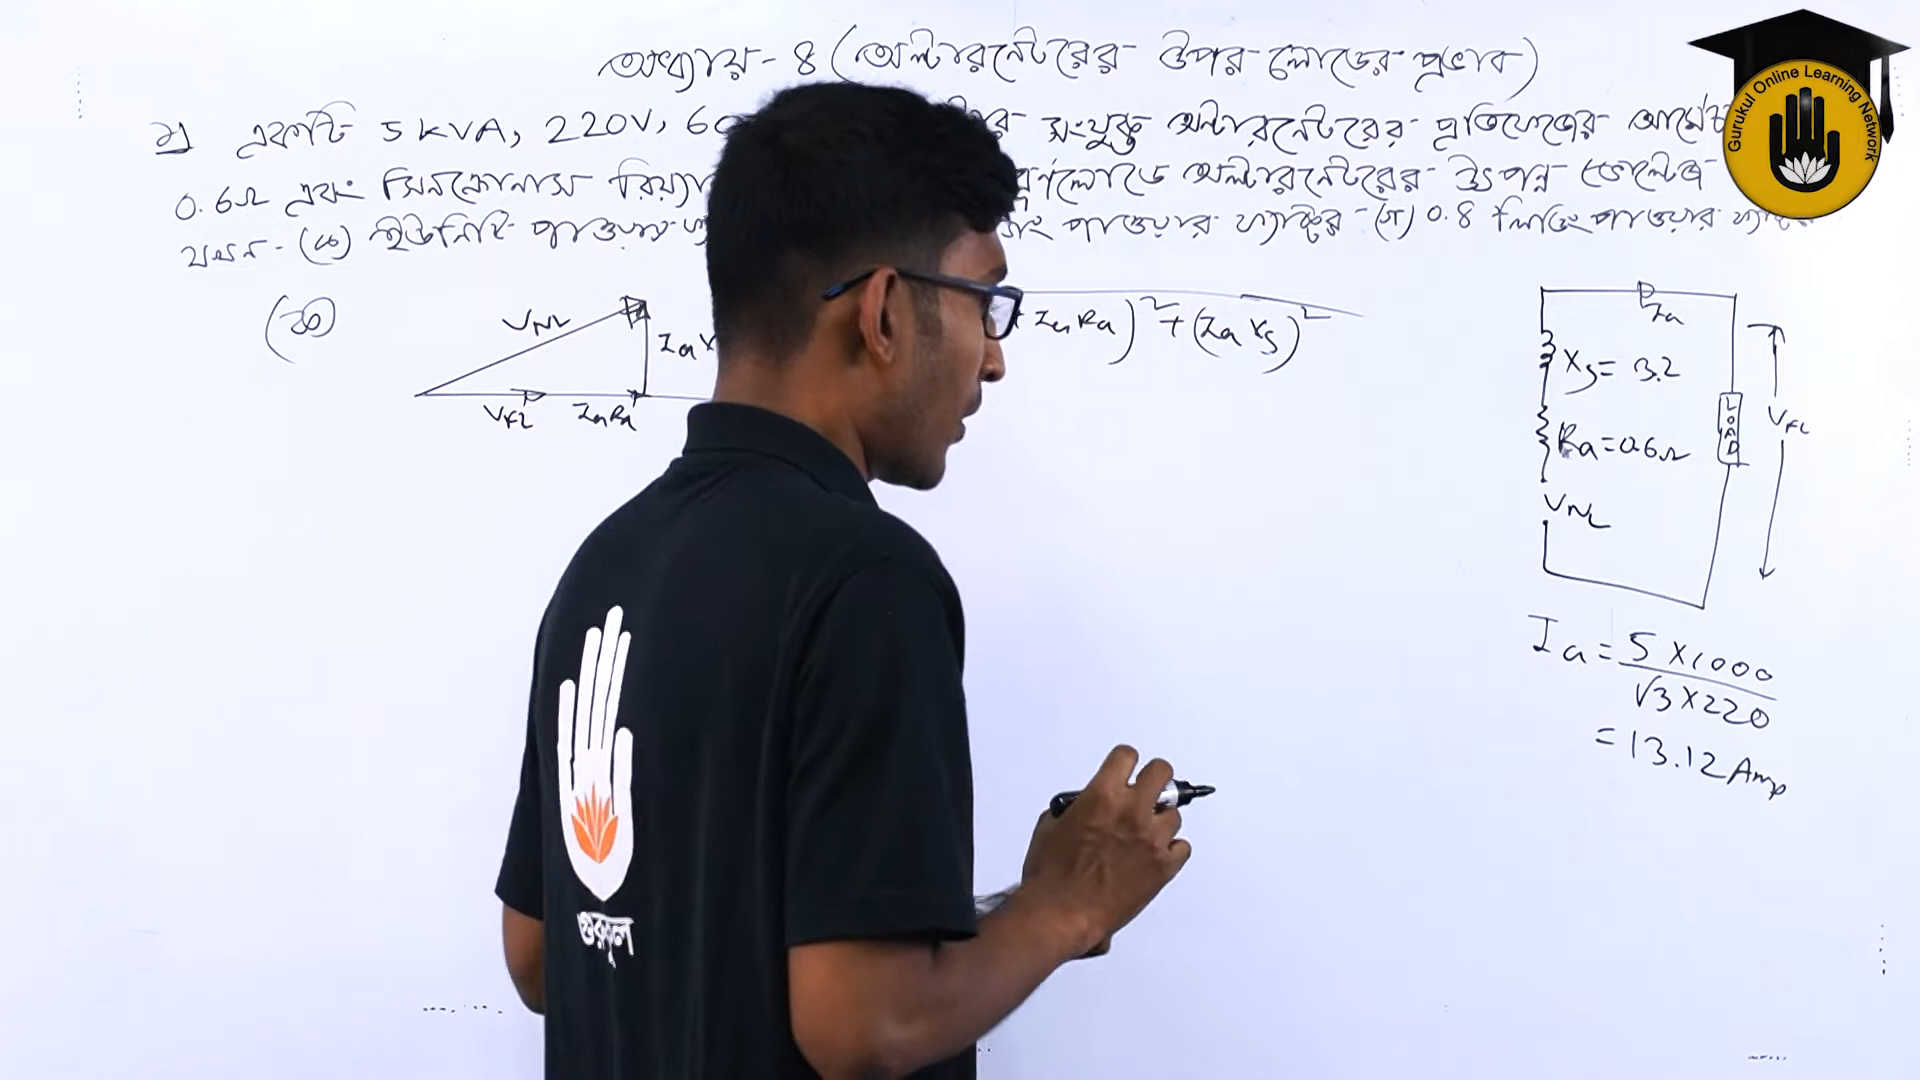 অধ্যায় - ৪ (অল্টারনেটরের উপর লোডের প্রভাব)
১) একটি 5 KVA, 220V, 60 সংযুক্ত অল্টারনেটরের প্রতিফেজের
0.6Ω এবং সিনক্রোনাস লোডে অল্টারনেটরের উৎপন্ন ভোল্টেজ
যখন - (ক) ইউনিটি পাওয়ার পাওয়ার ফ্যাক্টর (গ) 0.8 লিডিং পাওয়ার
(ক)
VNL
Ia X
VFL IaRa
IaRa)² + (Ia Xs)²
Ia
Xs = 3.2
Ra = 0.6Ω
VNL
LOAD
VFL
Ia = 5 X 1000
√3 X 220
= 13.12 Amp
গুরুকুল
Gurukul Online Learning Network